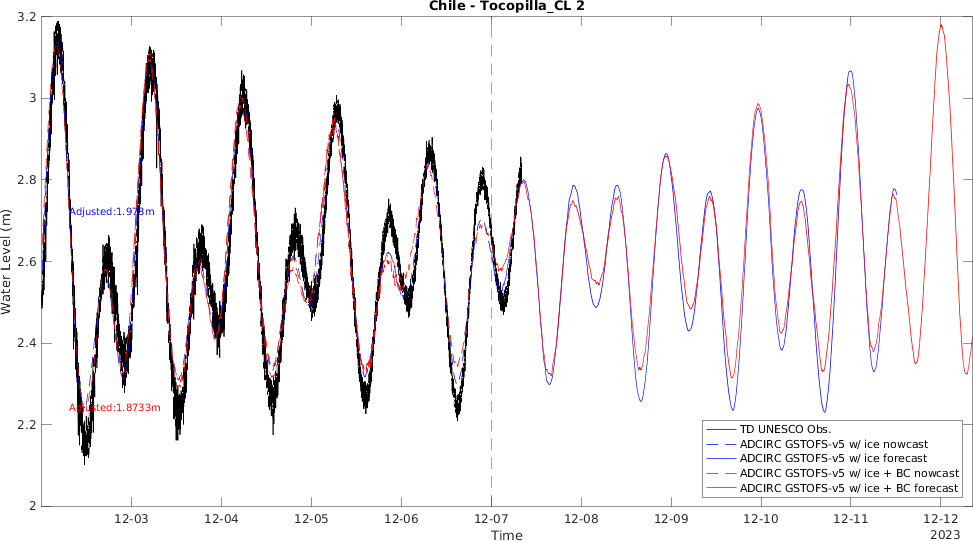 Chile - Tocopilla_CL 2
3.2
3
2.8
2.6
2.4
2.2
2
Water Level (m)
Adjusted:1.973m
Adjusted:1.8733m
TD UNESCO Obs.
ADCIRC GSTOFS-v5 w/ ice nowcast
ADCIRC GSTOFS-v5 w/ ice forecast
ADCIRC GSTOFS-v5 w/ ice + BC nowcast
ADCIRC GSTOFS-v5 w/ ice + BC forecast
12-03 12-04 12-05 12-06 12-07 12-08 12-09 12-10 12-11 12-12
Time
2023